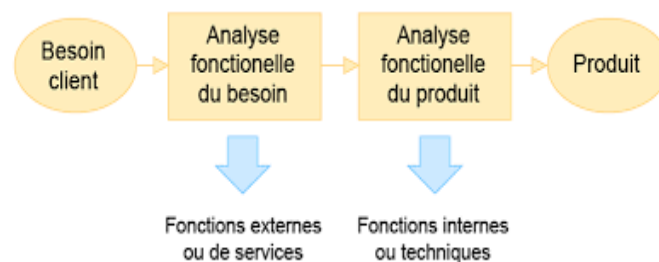 Besoin
client
Analyse
fonctionelle
du besoin
Analyse
fonctionelle
du produit
Produit
Fonctions externes
ou de services
Fonctions internes
ou techniques